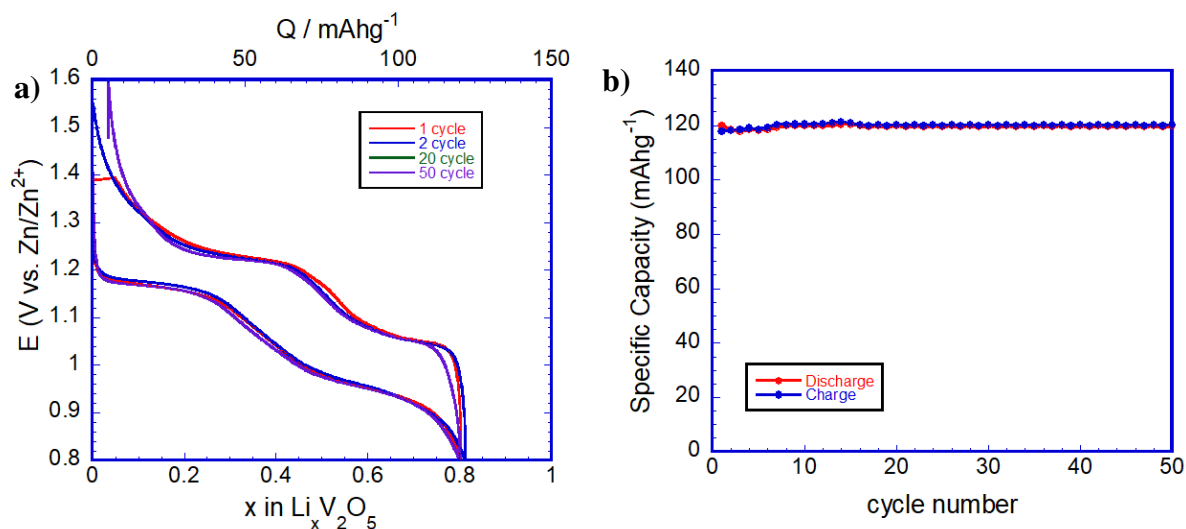 a)
Q / mAhg⁻¹
0 50 100 150
E (V vs. Zn/Zn²⁺)
1.6
1.5
1.4
1.3
1.2
1.1
1
0.9
0.8
1 cycle
2 cycle
20 cycle
50 cycle
0 0.2 0.4 0.6 0.8 1
x in LiₓV₂O₅
b)
Specific Capacity (mAhg⁻¹)
140
120
100
80
60
40
20
0
Discharge
Charge
0 10 20 30 40 50
cycle number